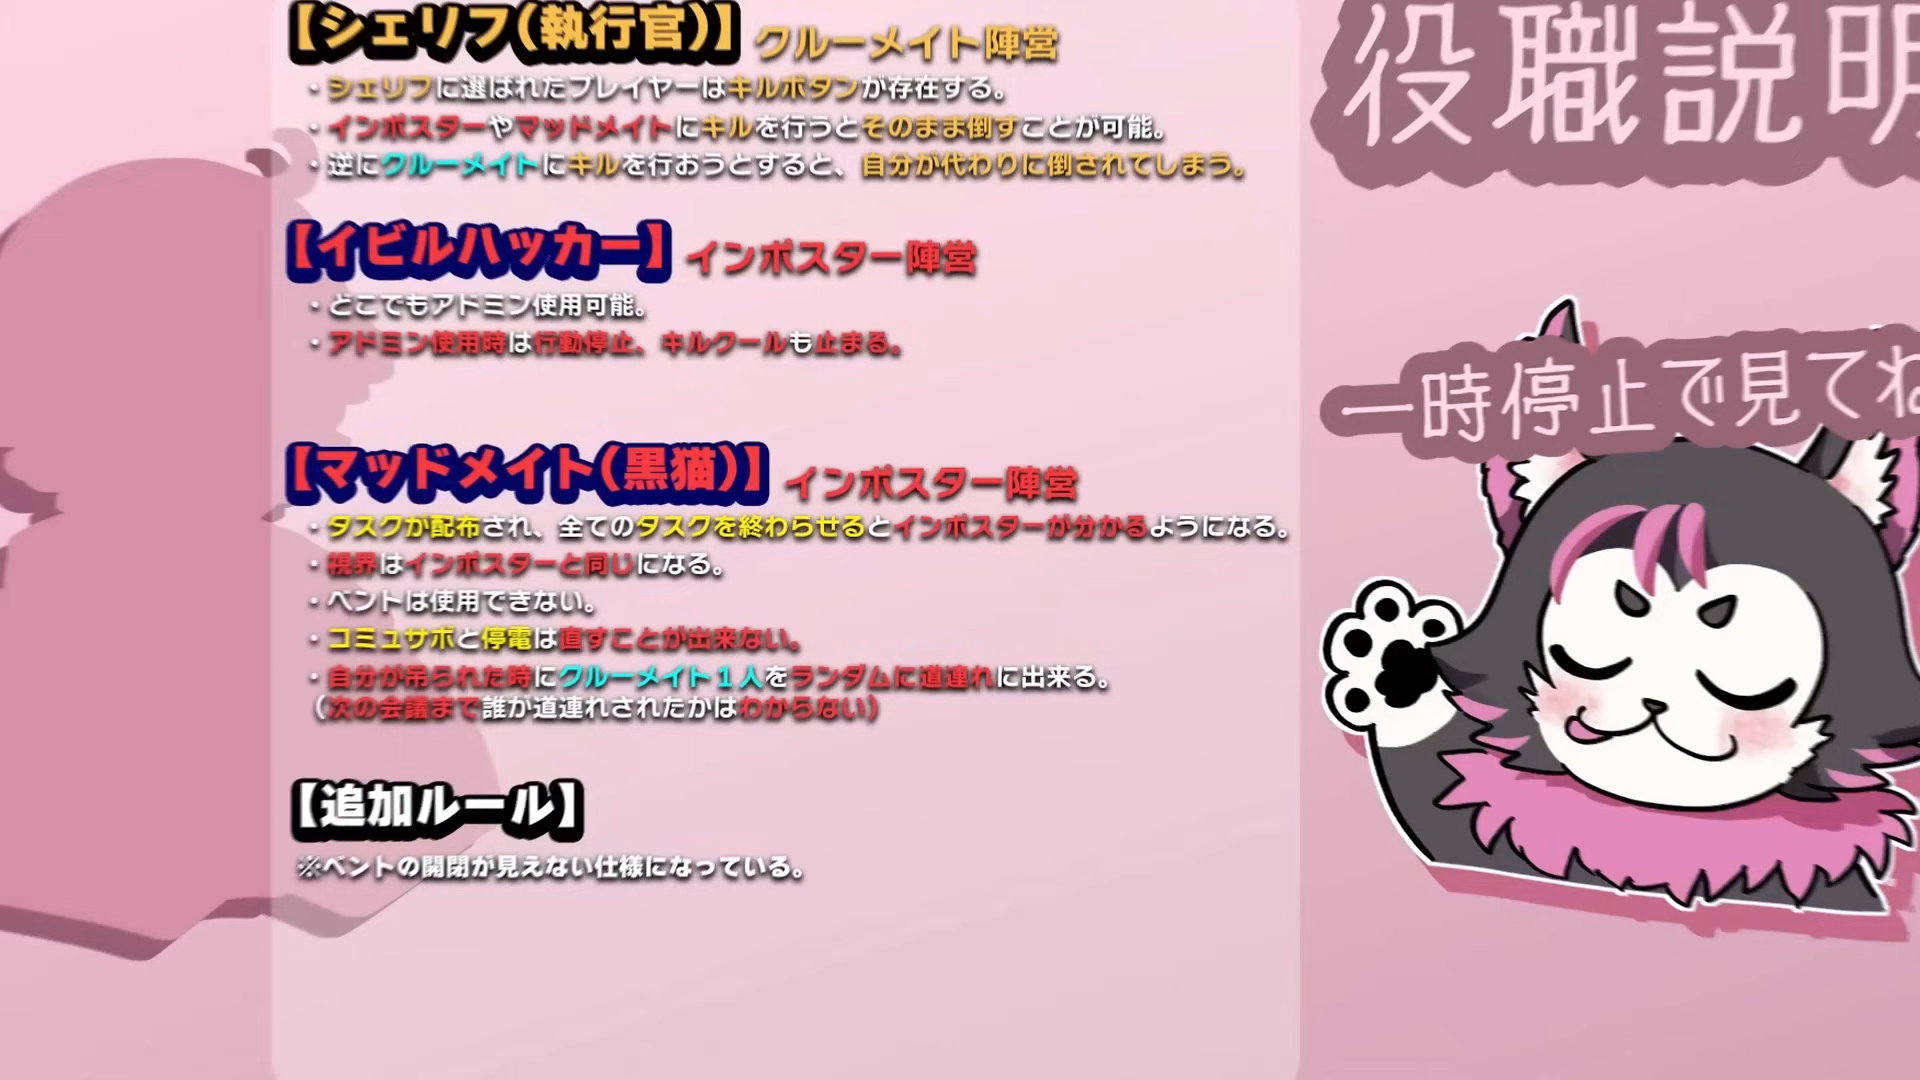 【シェリフ(執行官)】 クルーメイト陣営
・シェリフに選ばれたプレイヤーはキルボタンが存在する。
・インポスターやマッドメイトにキルを行うとそのまま倒すことが可能。
・逆にクルーメイトにキルを行おうとすると、自分が代わりに倒されてしまう。
【イビルハッカー】 インポスター陣営
・どこでもアドミン使用可能。
・アドミン使用時は行動停止、キルクールも止まる。
【マッドメイト(黒猫)】 インポスター陣営
・タスクが配布され、全てのタスクを終わらせるとインポスターが分かるようになる。
・視界はインポスターと同じになる。
・ベントは使用できない。
・コミュサボと停電は直すことが出来ない。
・自分が吊られた時にクルーメイト1人をランダムに道連れに出来る。
（次の会議まで誰が道連れされたかはわからない）
【追加ルール】
※ベントの開閉が見えない仕様になっている。
役職説明
一時停止で見てね